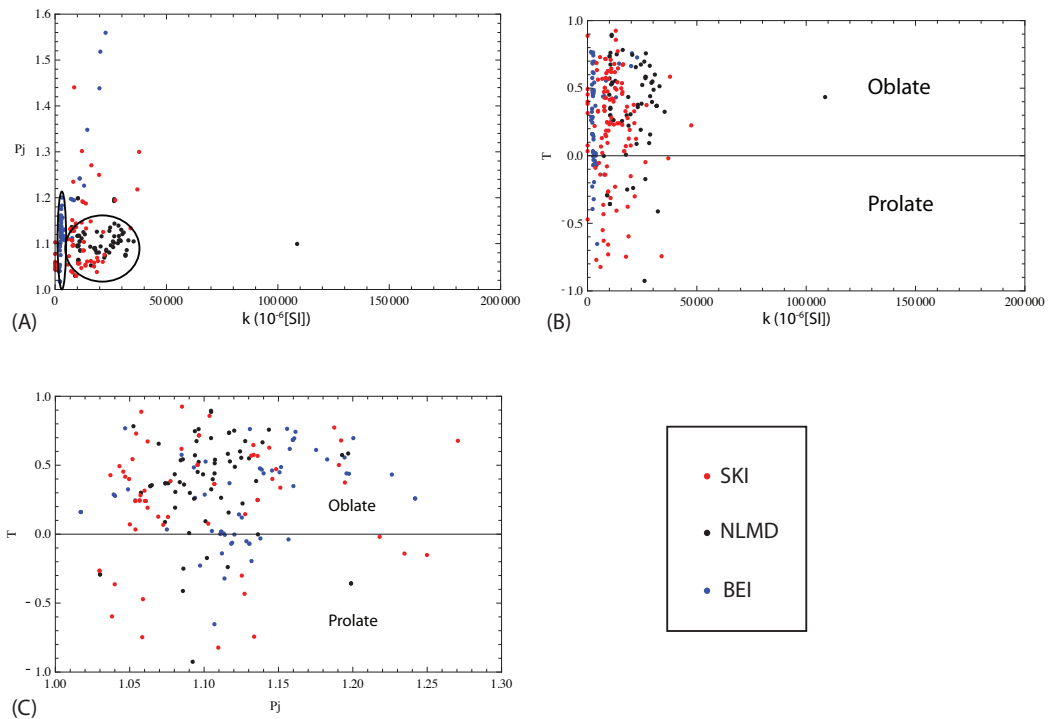 1.6
1.5
1.4
Pj 1.3
1.2
1.1
1.0
0 50 000 100 000 150 000 200 000
k (10-6[SI])
(A)
1.0
0.5
T 0.0
- 0.5
- 1.0
0 50 000 100 000 150 000 200 000
k (10-6[SI])
Oblate
Prolate
(B)
1.0
0.5
T 0.0
- 0.5
- 1.0
1.00 1.05 1.10 1.15 1.20 1.25 1.30
Pj
Oblate
Prolate
(C)
SKI
NLMD
BEI